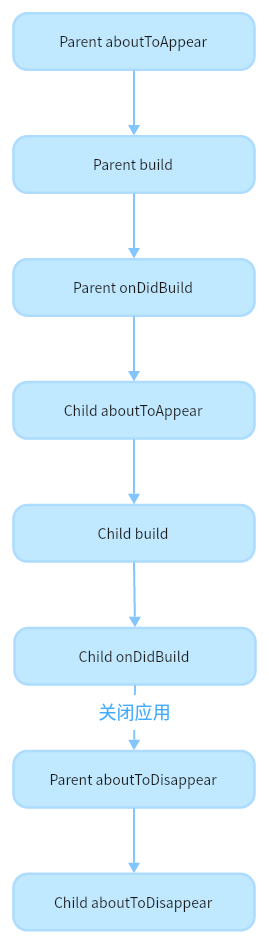 Parent aboutToAppear
Parent build
Parent onDidBuild
Child aboutToAppear
Child build
Child onDidBuild
关闭应用
Parent aboutToDisappear
Child aboutToDisappear